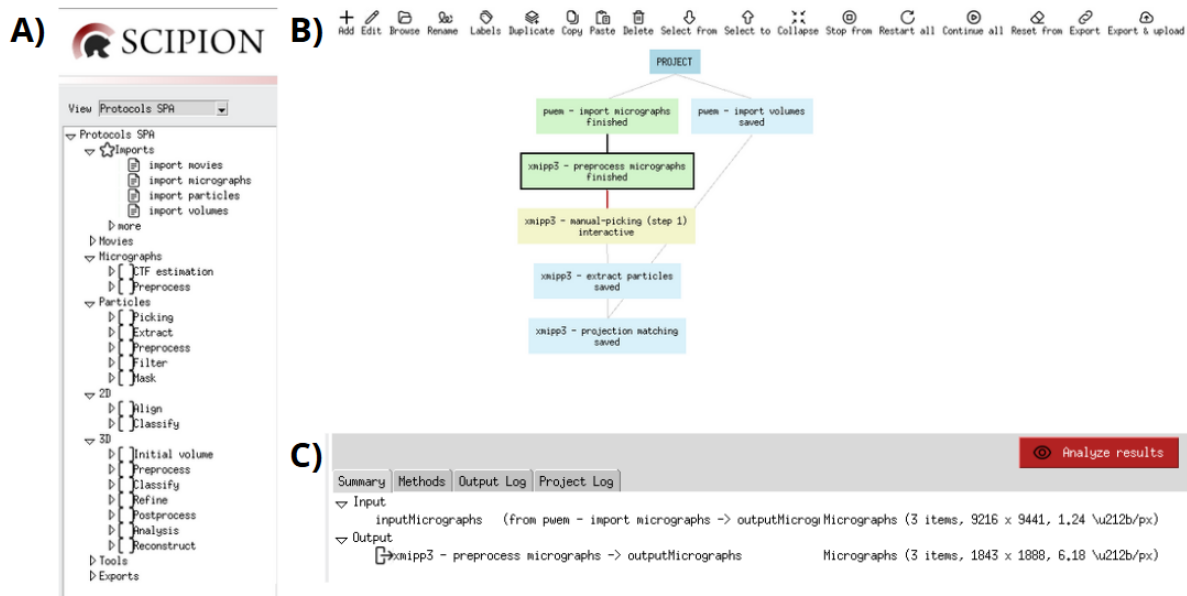 A)
SCIPION
View Protocols SPA
Protocols SPA
Imports
import movies
import micrographs
import particles
import volumes
more
Movies
Micrographs
CTF estimation
Preprocess
Particles
Picking
Extract
Preprocess
Filter
Mask
2D
Align
Classify
3D
Initial volume
Preprocess
Classify
Refine
Postprocess
Analysis
Reconstruct
Tools
Exports
B)
Add Edit Browse Rename Labels Duplicate Copy Paste Delete Select from Select to Collapse Stop from Restart all Continue all Reset from Export Export & upload
PROJECT
pwem - import micrographs
finished
pwem - import volumes
saved
xmipp3 - preprocess micrographs
finished
xmipp3 - manual-picking (step 1)
interactive
xmipp3 - extract particles
saved
xmipp3 - projection matching
saved
C)
Analyze results
Summary Methods Output Log Project Log
Input
inputMicrographs (from pwem - import micrographs -> outputMicrog Micrographs (3 items, 9216 x 9441, 1.24 \u212b/px)
Output
xmipp3 - preprocess micrographs -> outputMicrographs Micrographs (3 items, 1843 x 1888, 6.18 \u212b/px)